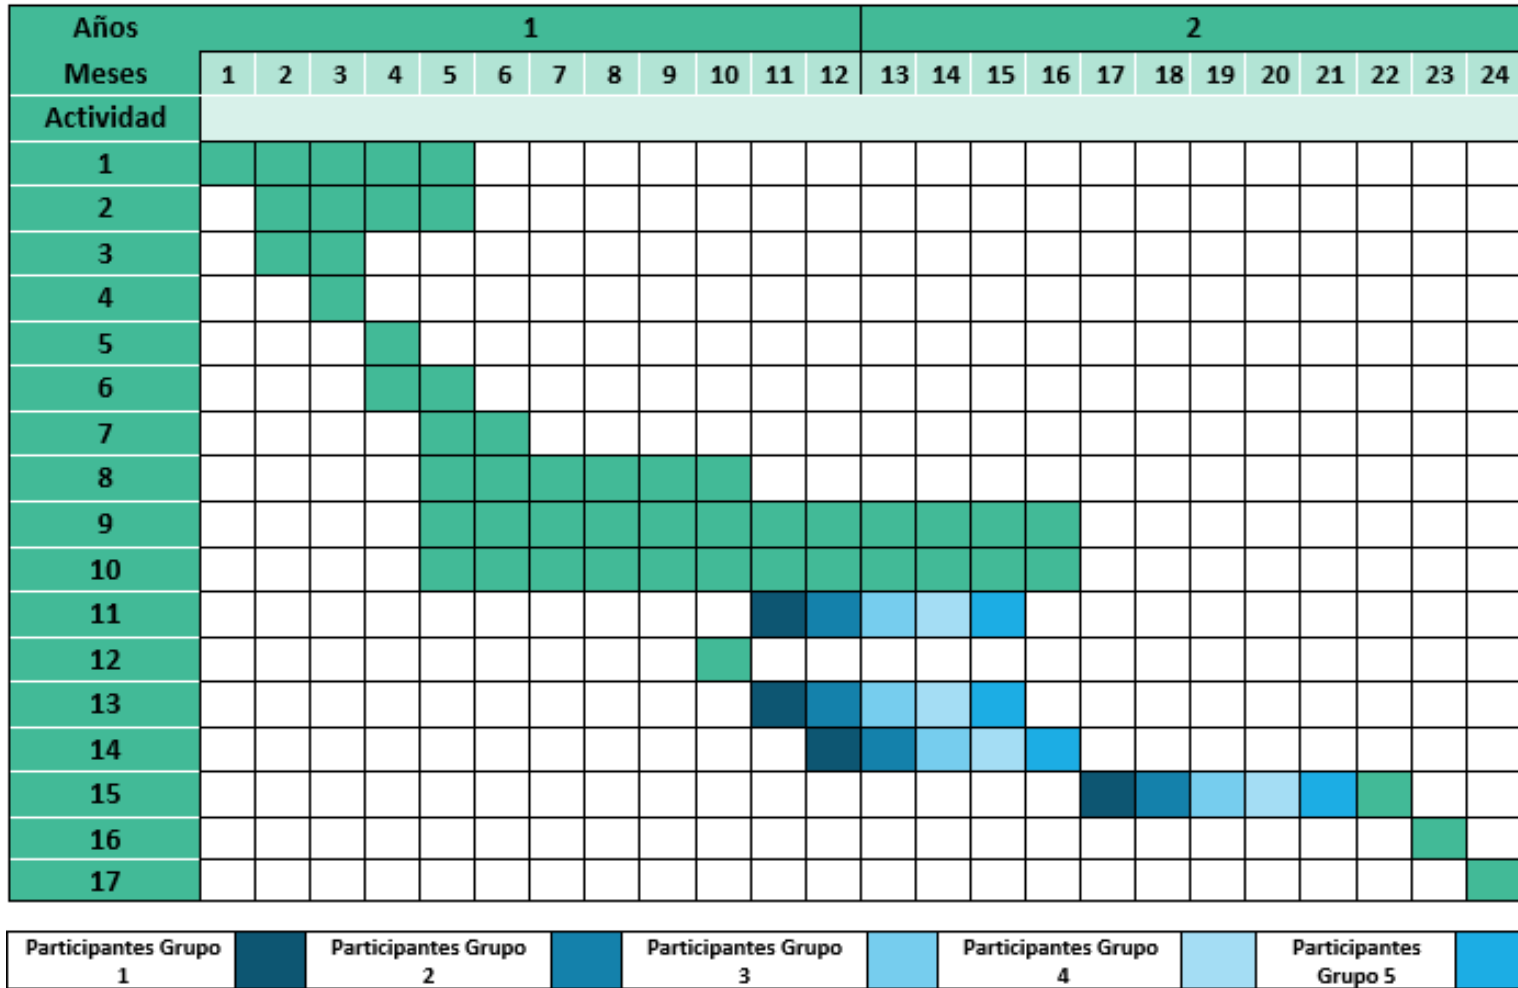 Años 1 2
Meses 1 2 3 4 5 6 7 8 9 10 11 12 13 14 15 16 17 18 19 20 21 22 23 24
Actividad
1
2
3
4
5
6
7
8
9
10
11
12
13
14
15
16
17
Participantes Grupo 1
Participantes Grupo 2
Participantes Grupo 3
Participantes Grupo 4
Participantes Grupo 5